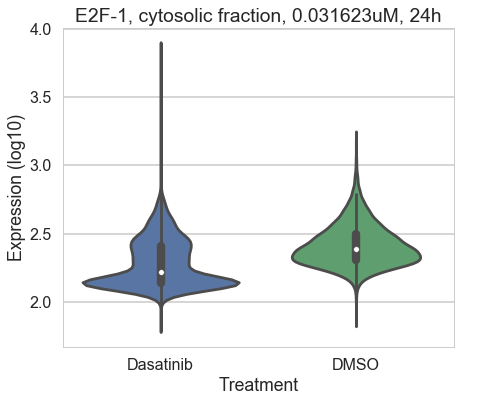 E2F-1, cytosolic fraction, 0.031623uM, 24h
4.0
3.5
3.0
2.5
2.0
Expression (log10)
Dasatinib DMSO
Treatment